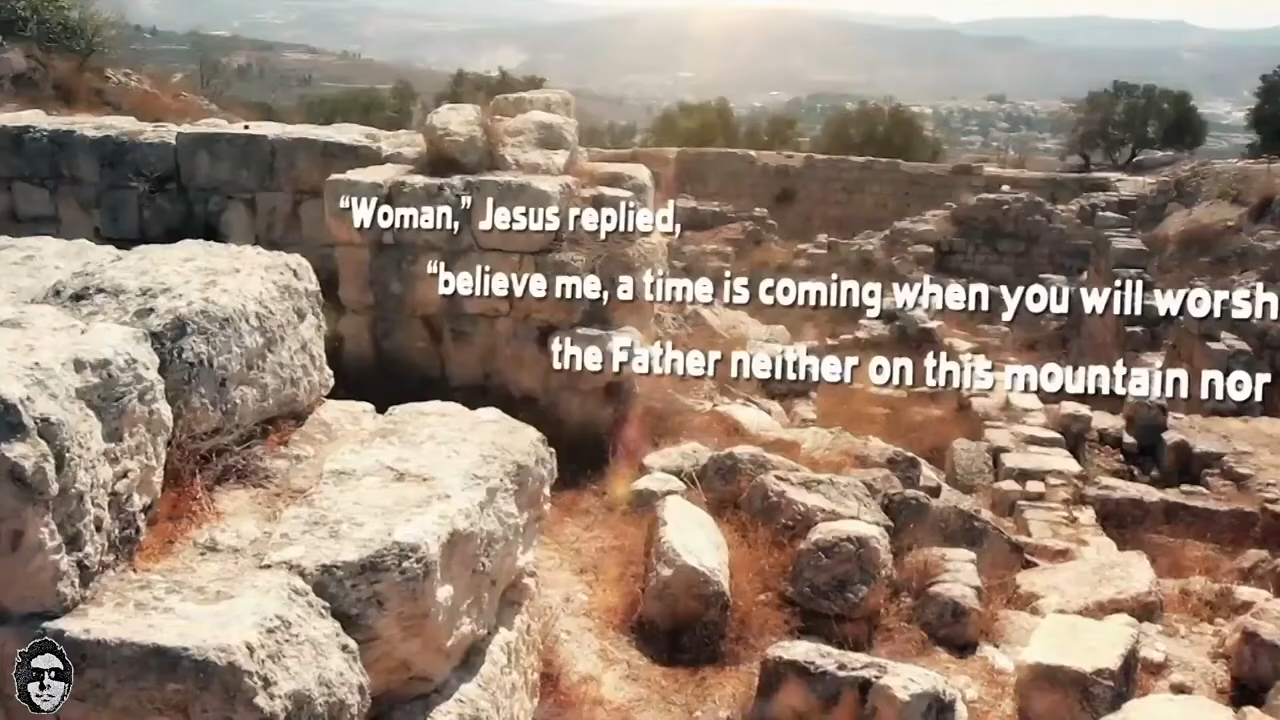 “Woman,” Jesus replied,
“believe me, a time is coming when you will worsh
the Father neither on this mountain nor